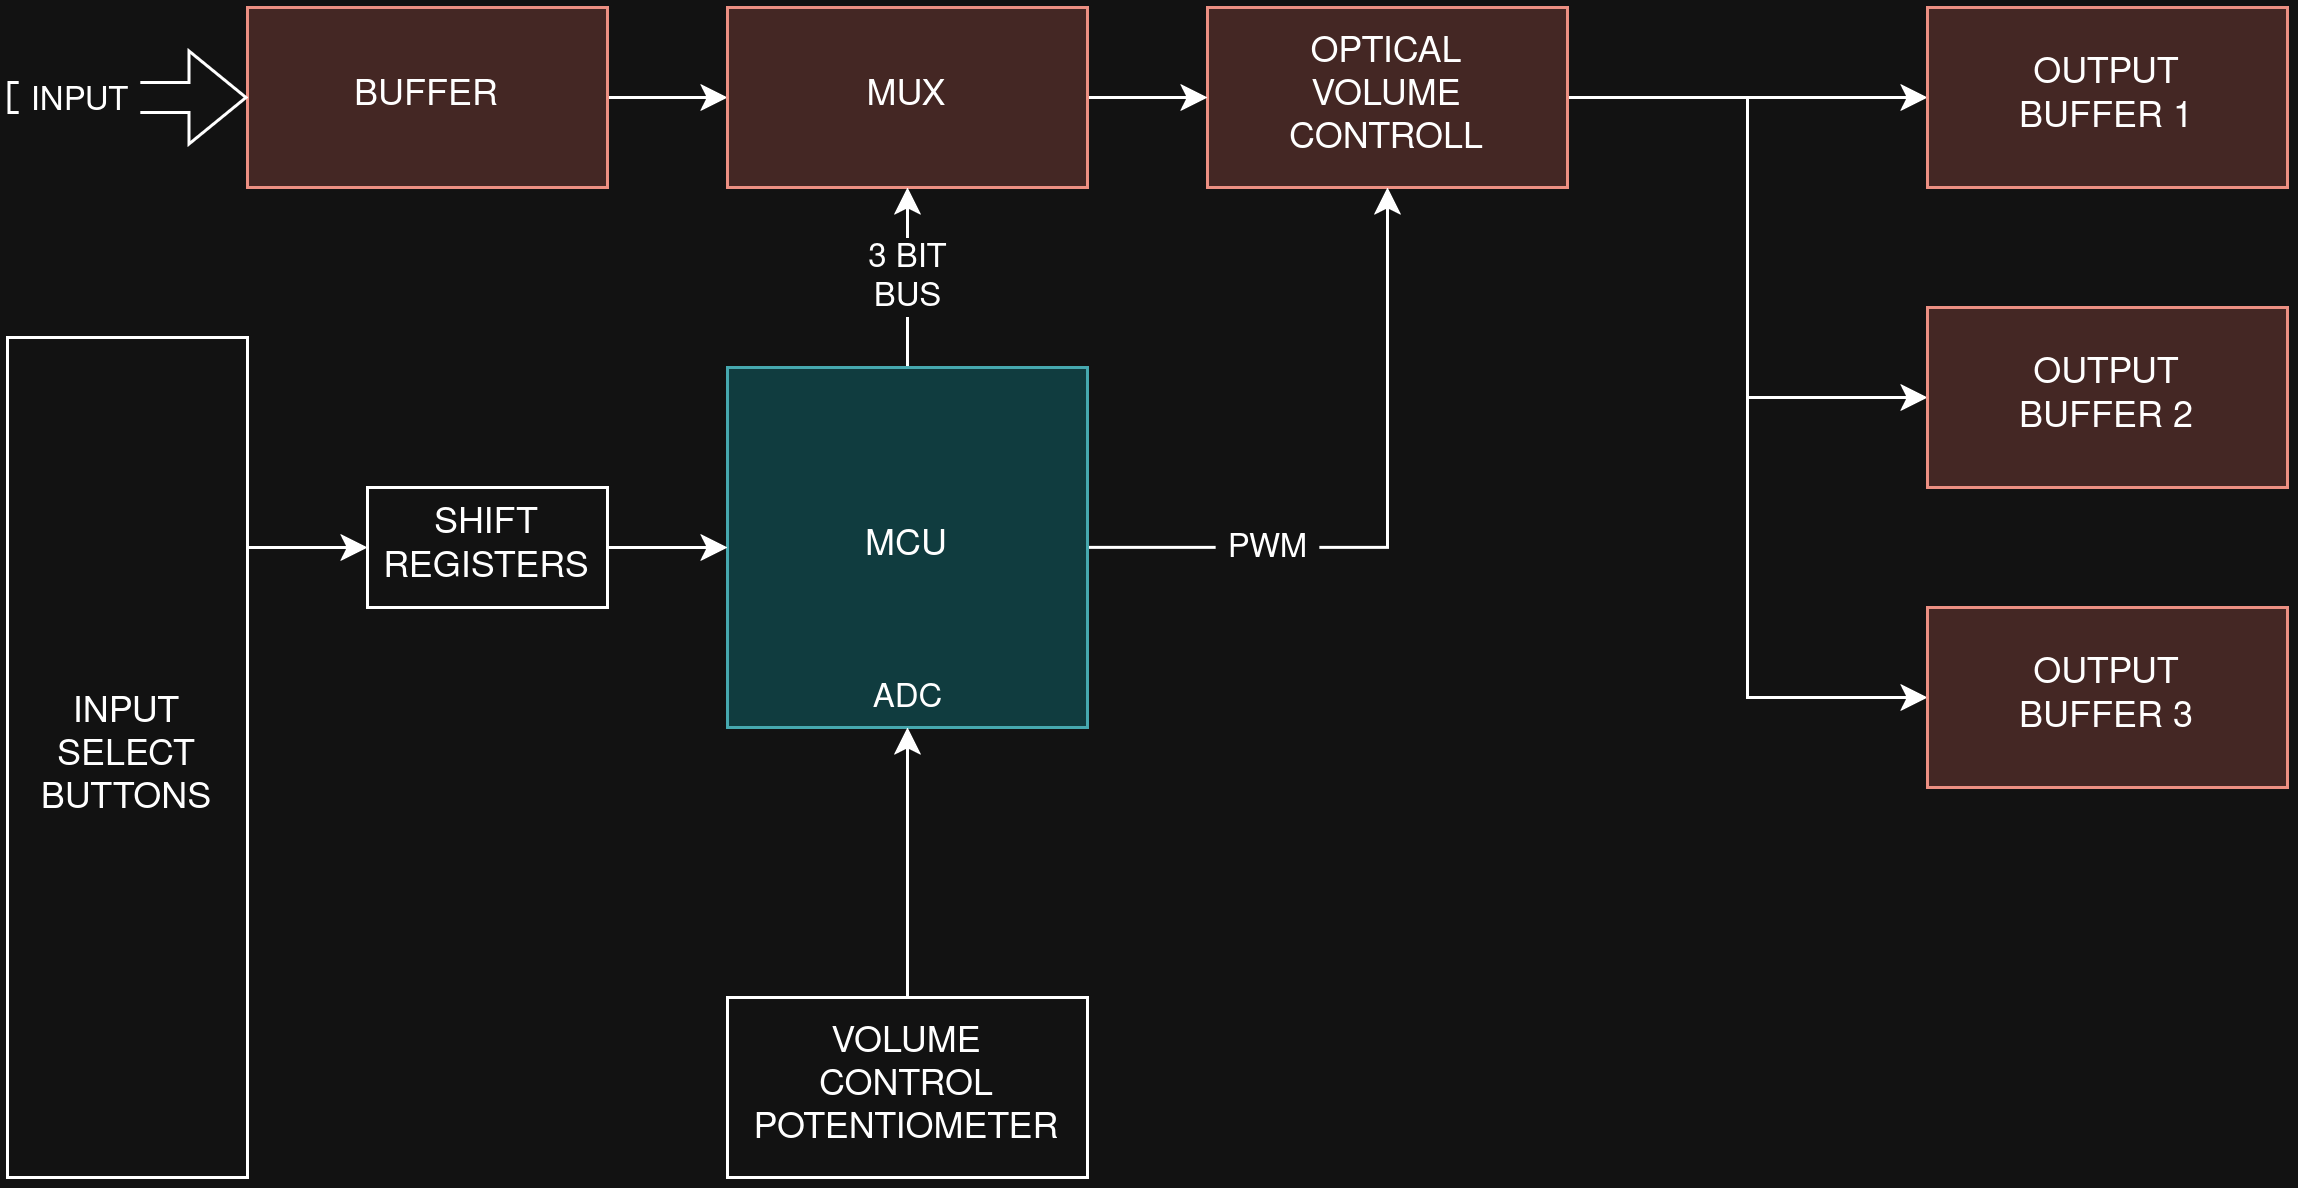 INPUT
BUFFER
MUX
OPTICAL
VOLUME
CONTROLL
OUTPUT
BUFFER 1
3 BIT
BUS
OUTPUT
BUFFER 2
SHIFT
REGISTERS
MCU
PWM
ADC
OUTPUT
BUFFER 3
INPUT
SELECT
BUTTONS
VOLUME
CONTROL
POTENTIOMETER